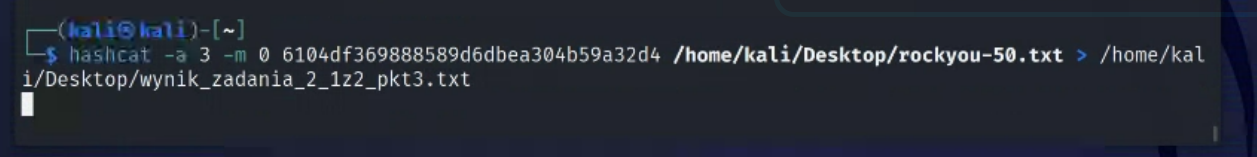 (kali㉿kali)-[~]
$ hashcat -a 3 -m 0 6104df369888589d6dbea304b59a32d4 /home/kali/Desktop/rockyou-50.txt > /home/kal
i/Desktop/wynik_zadania_2_1z2_pkt3.txt